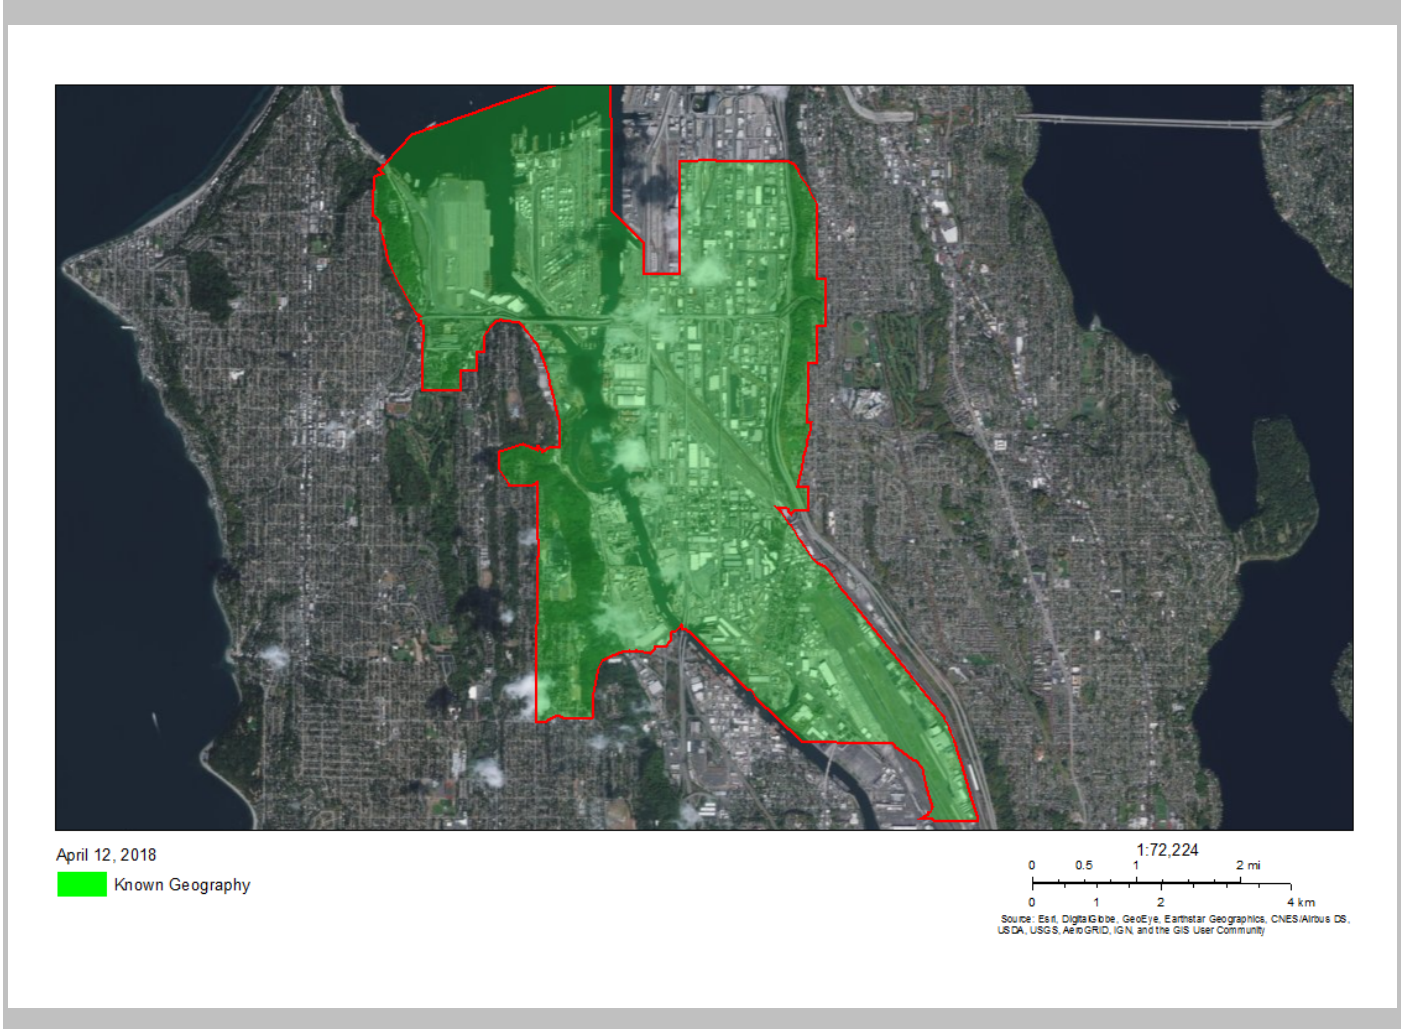 April 12, 2018
Known Geography
1:72,224
0 0.5 1 2 mi
0 1 2 4 km
Source: Esri, DigitalGlobe, GeoEye, Earthstar Geographics, CNES/Airbus DS,
USDA, USGS, AeroGRID, IGN, and the GIS User Community